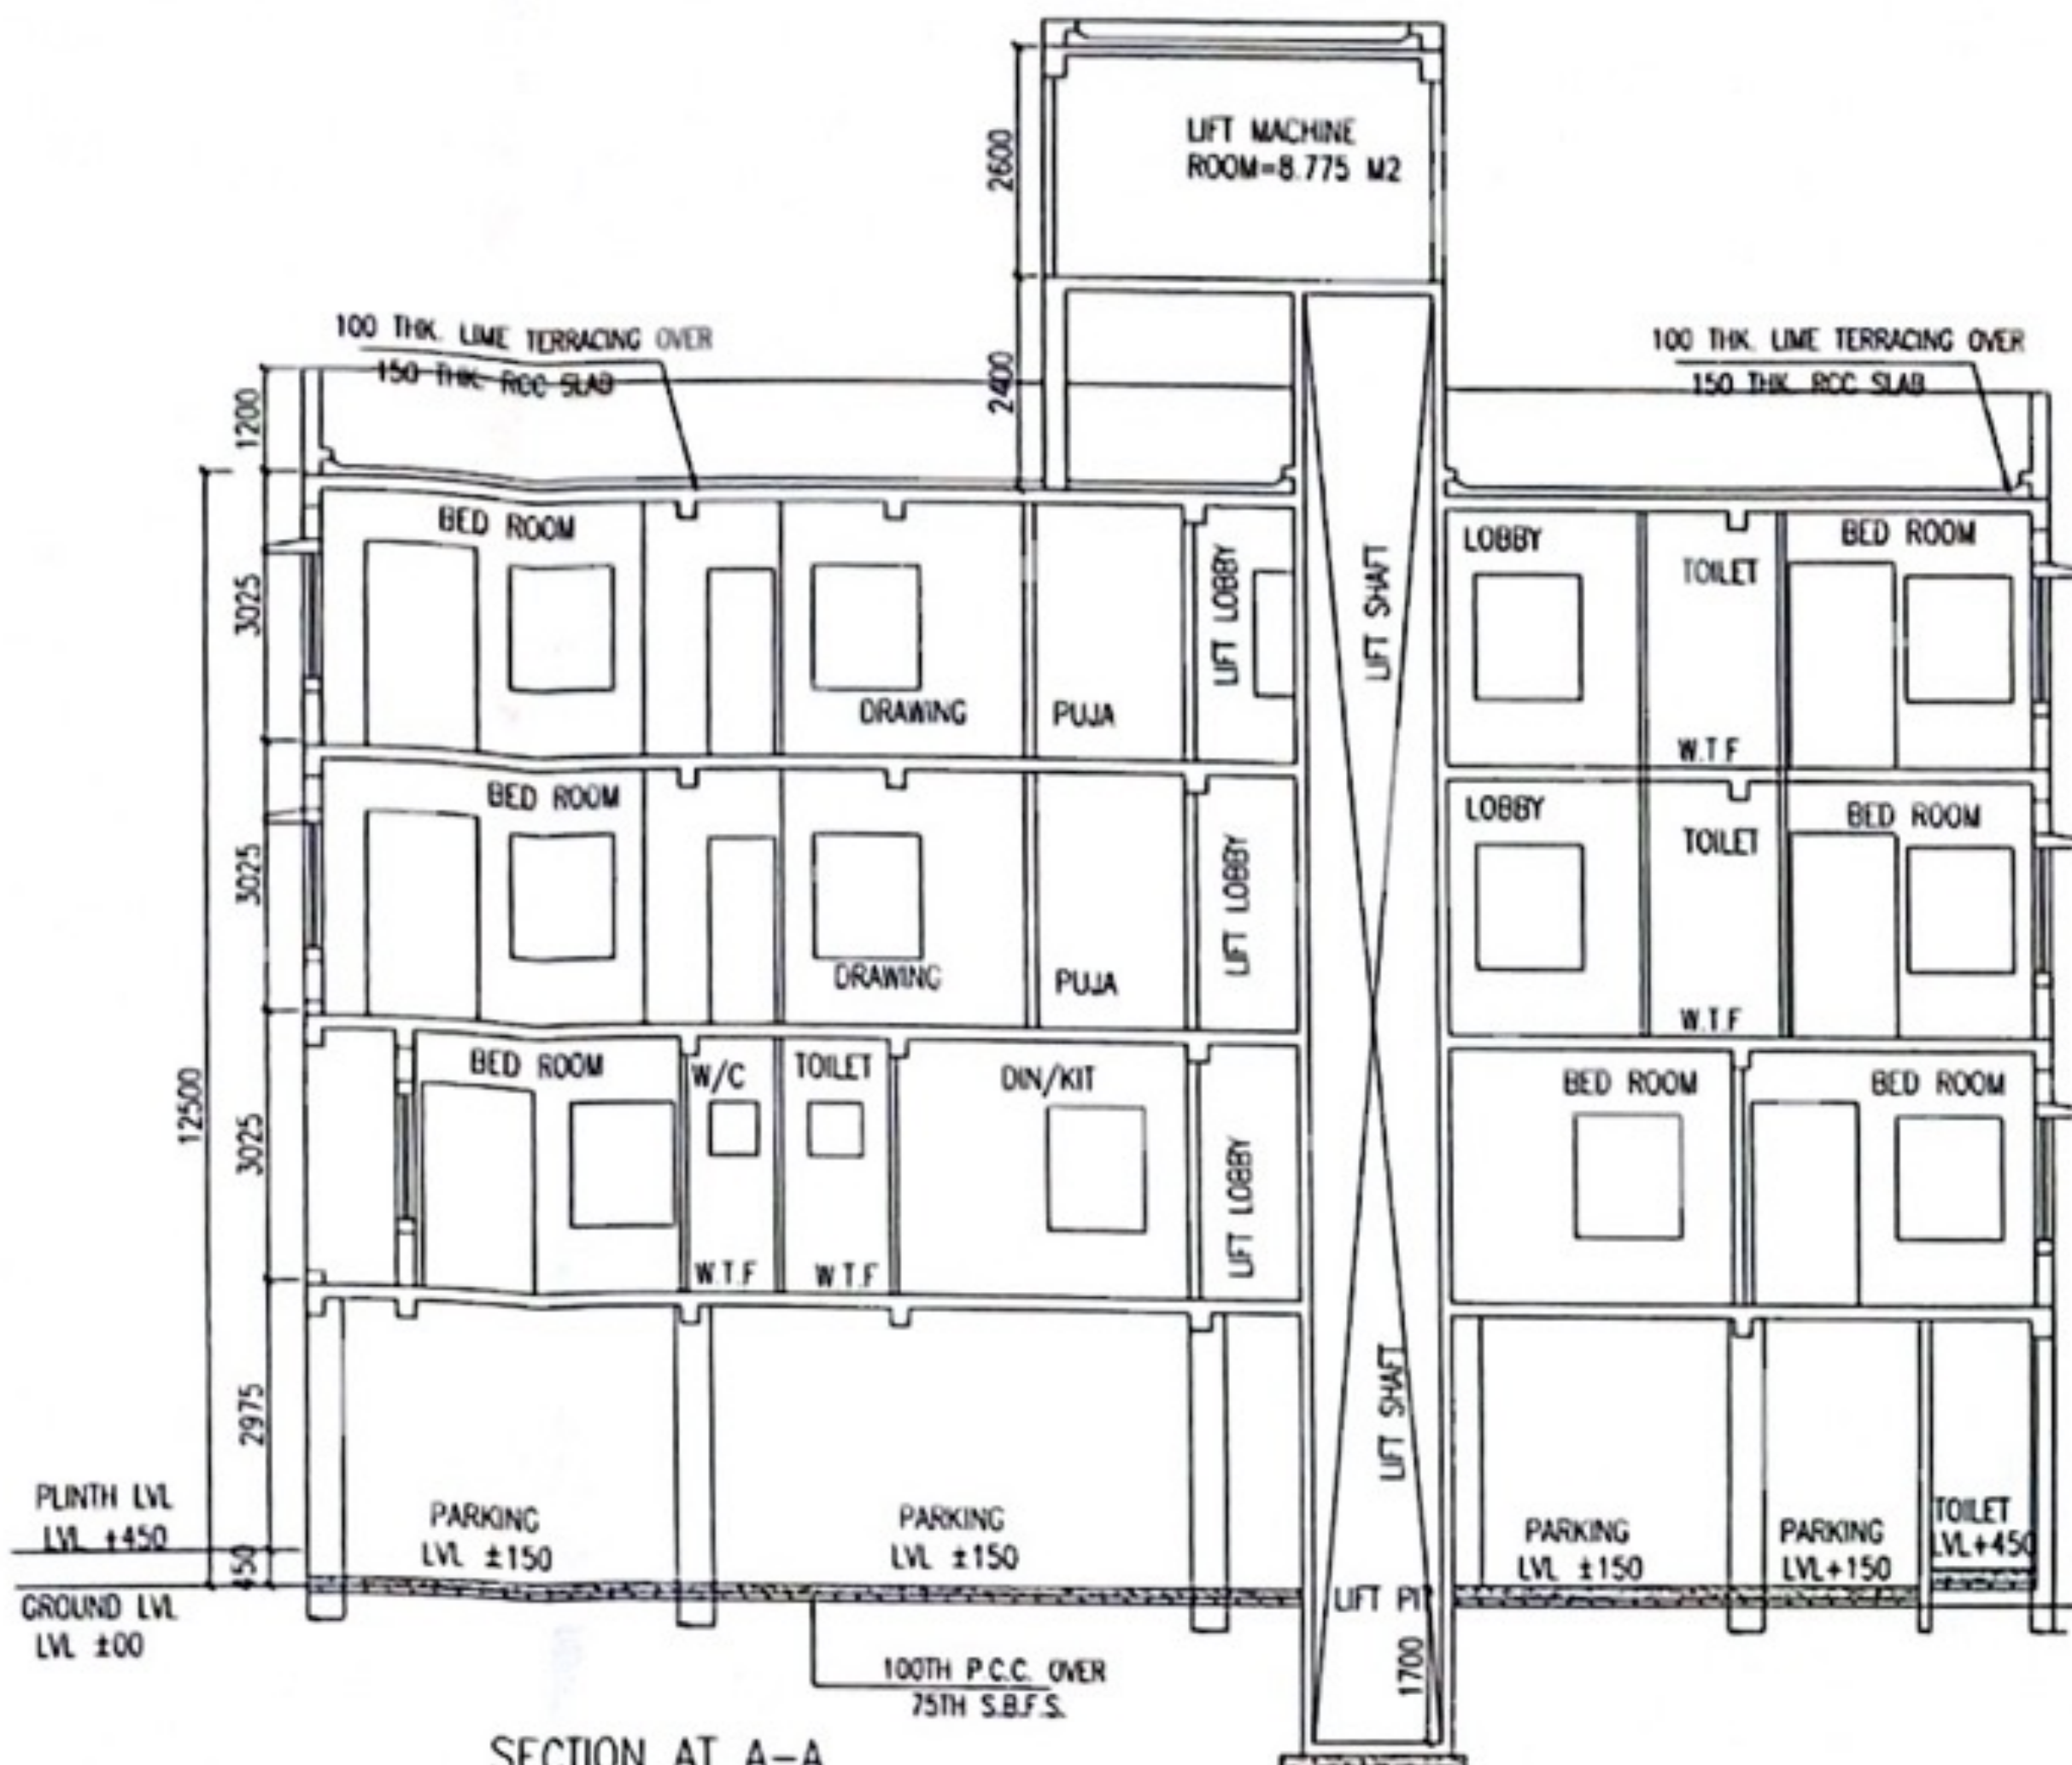 LIFT MACHINE
ROOM=8.775 M2
2600
100 THK. LIME TERRACING OVER
150 THK. RCC SLAB
100 THK. LIME TERRACING OVER
150 THK. RCC SLAB
2400
1200
BED ROOM
DRAWING
PUJA
LIFT LOBBY
LIFT SHAFT
LOBBY
TOILET
W.T.F
BED ROOM
3025
BED ROOM
DRAWING
PUJA
LIFT LOBBY
LOBBY
TOILET
W.T.F
BED ROOM
3025
BED ROOM
W/C
W.T.F
TOILET
W.T.F
DIN/KIT
LIFT LOBBY
BED ROOM
BED ROOM
3025
12500
2975
450
PLINTH LVL
LVL +450
GROUND LVL
LVL ±00
PARKING
LVL ±150
PARKING
LVL ±150
LIFT SHAFT
LIFT PIT
1700
PARKING
LVL ±150
PARKING
LVL+150
TOILET
LVL+450
100TH P.C.C. OVER
75TH S.B.F.S.
SECTION AT A-A